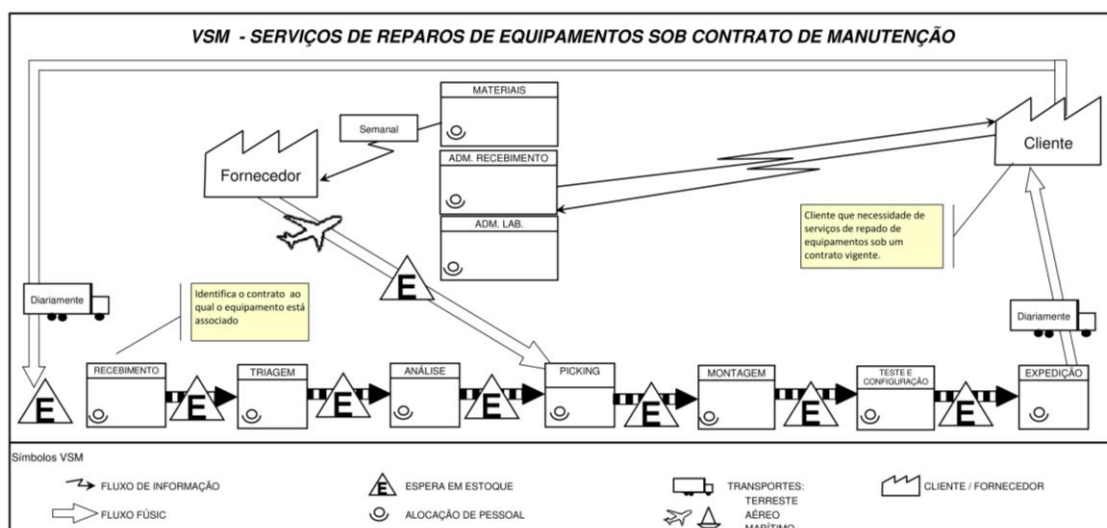 VSM - SERVIÇOS DE REPAROS DE EQUIPAMENTOS SOB CONTRATO DE MANUTENÇÃO
MATERIAIS
Semanal
Fornecedor
ADM. RECEBIMENTO
Cliente
ADM. LAB.
Cliente que necessidade de
serviços de repado de
equipamentos sob um
contrato vigente.
E
Diariamente
Identifica o contrato ao
qual o equipamento está
associado
Diariamente
RECEBIMENTO
TRIAGEM
ANÁLISE
PICKING
MONTAGEM
TESTE E
CONFIGURAÇÃO
EXPEDIÇÃO
E
E
E
E
E
E
E
Símbolos VSM
FLUXO DE INFORMAÇÃO
E
ESPERA EM ESTOQUE
TRANSPORTES:
TERRESTE
AÉREO
MARÍTIMO
CLIENTE / FORNECEDOR
FLUXO FÚSIC
ALOCAÇÃO DE PESSOAL